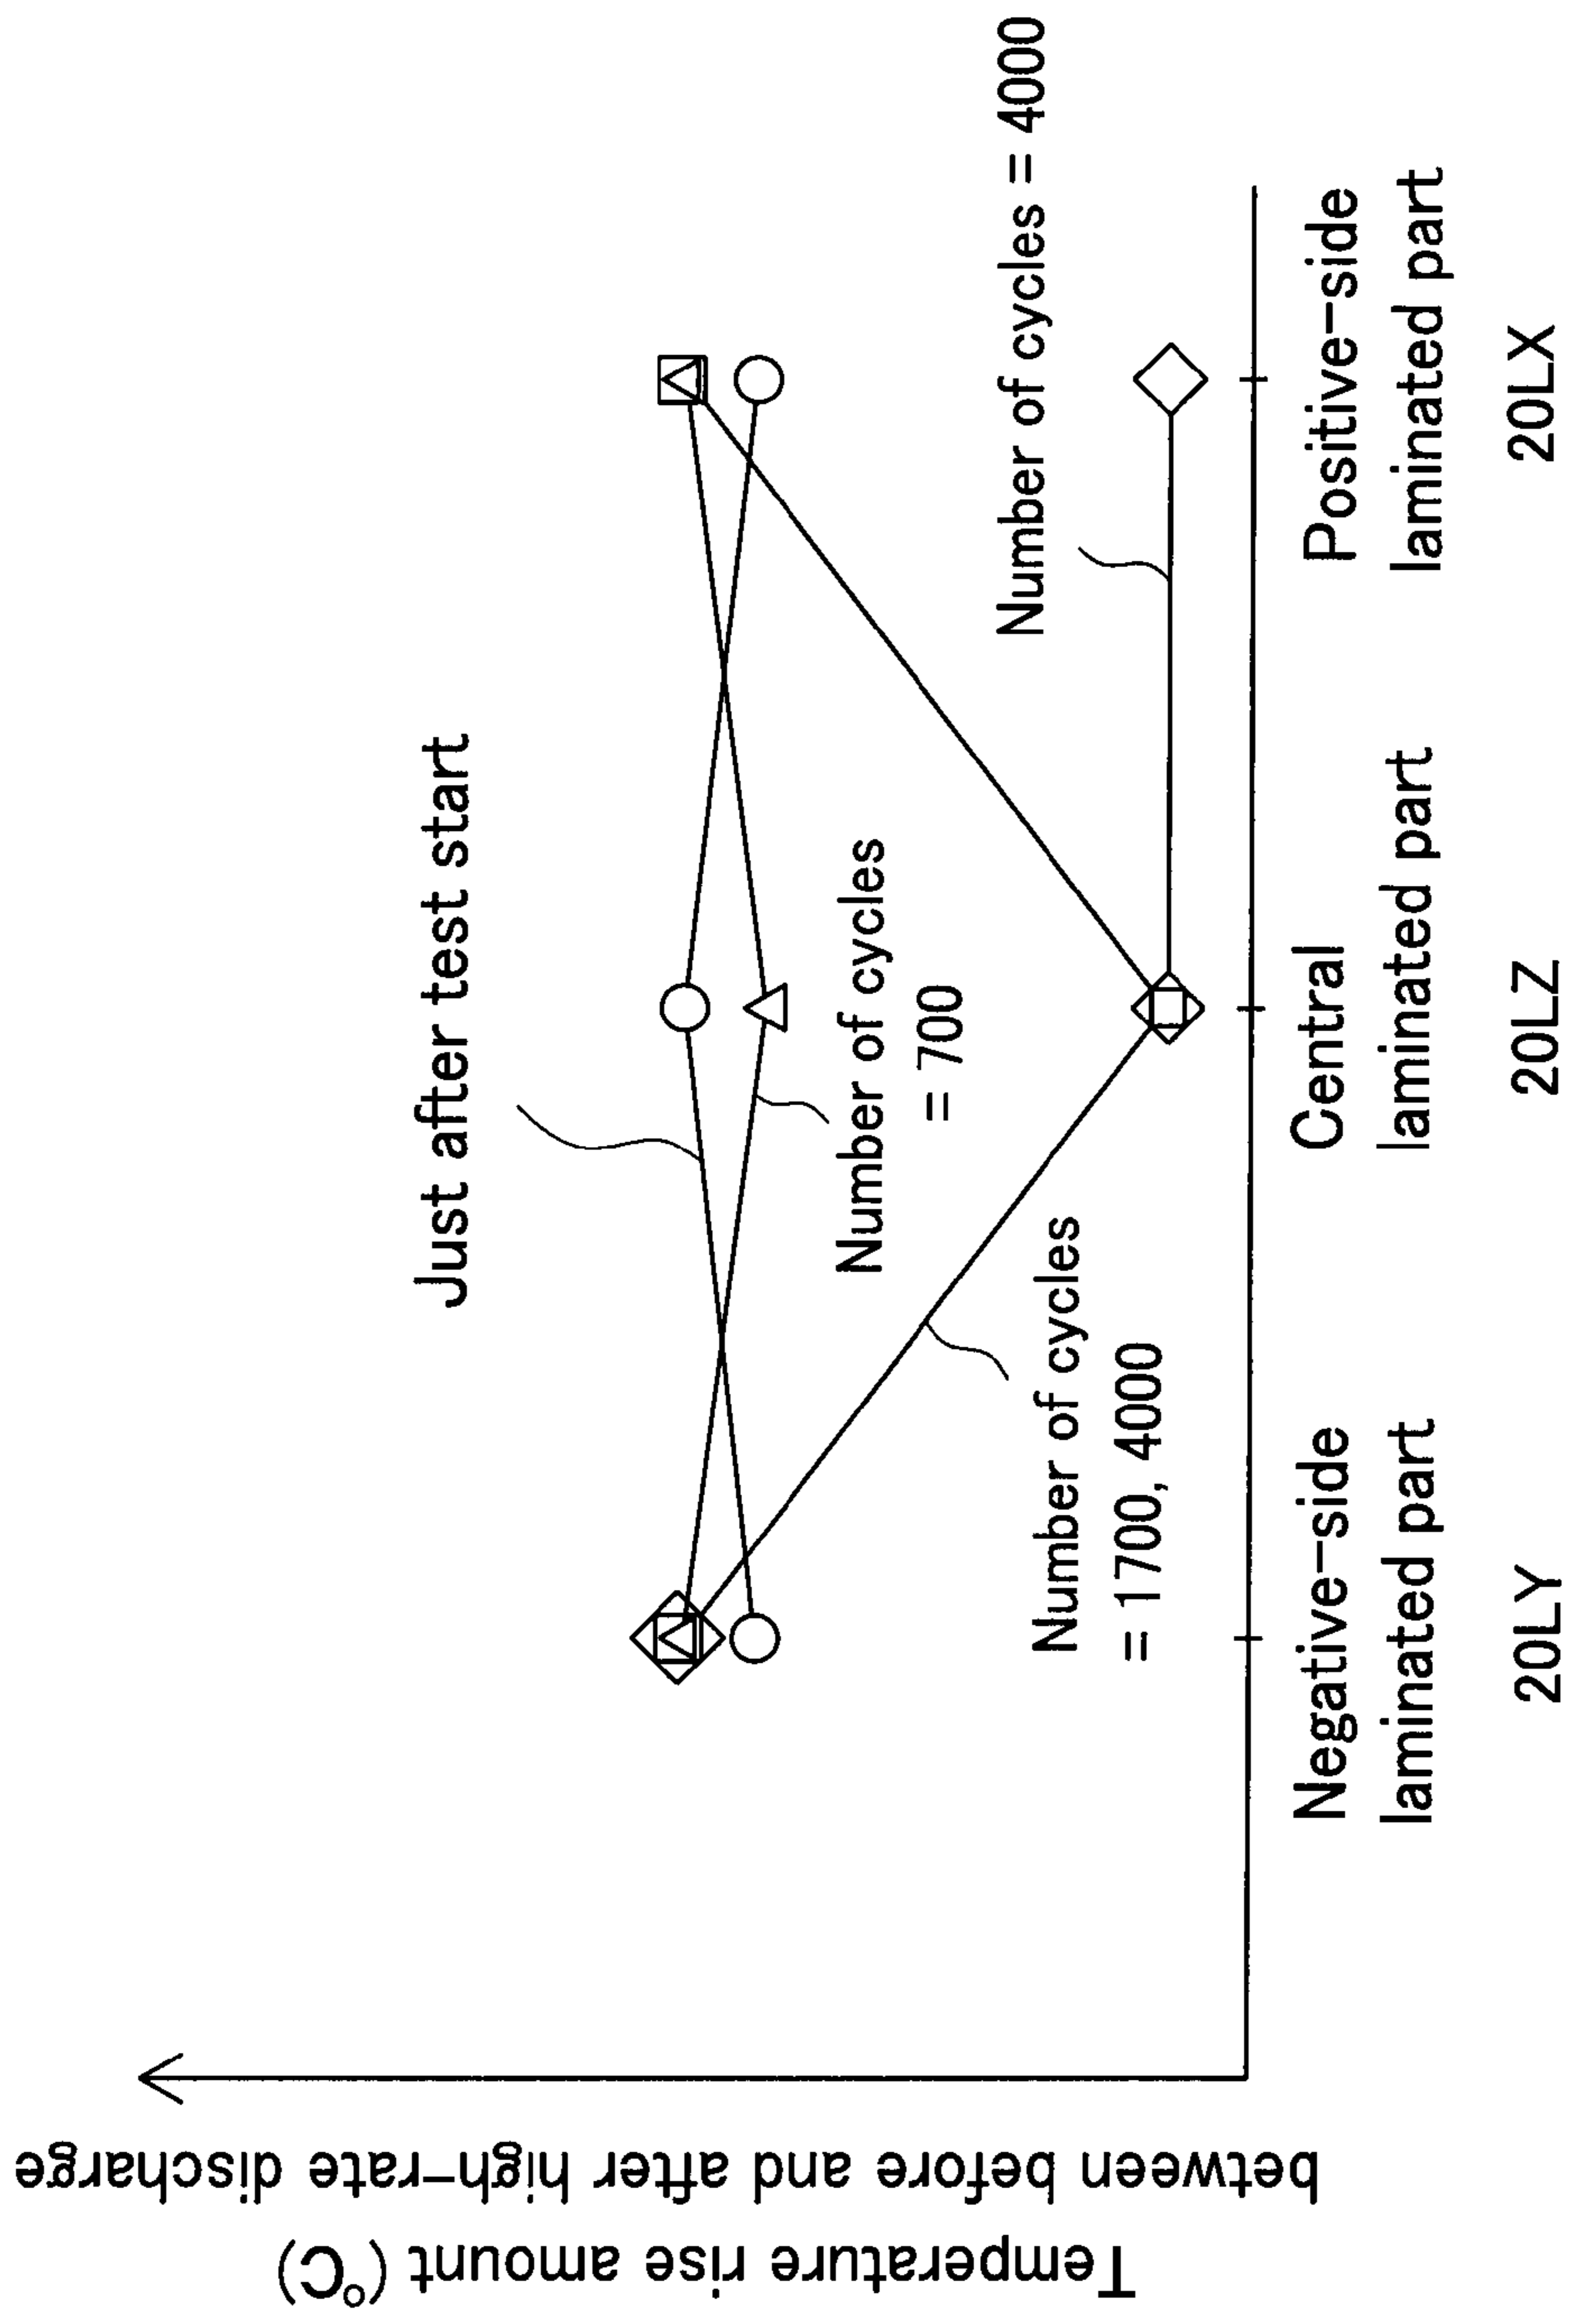 Temperature rise amount (°C)
between before and after high-rate discharge
Just after test start
Number of cycles
= 700
Number of cycles
= 1700, 4000
Number of cycles = 4000
Negative-side
laminated part
20LY
Central
laminated part
20LZ
Positive-side
laminated part
20LX